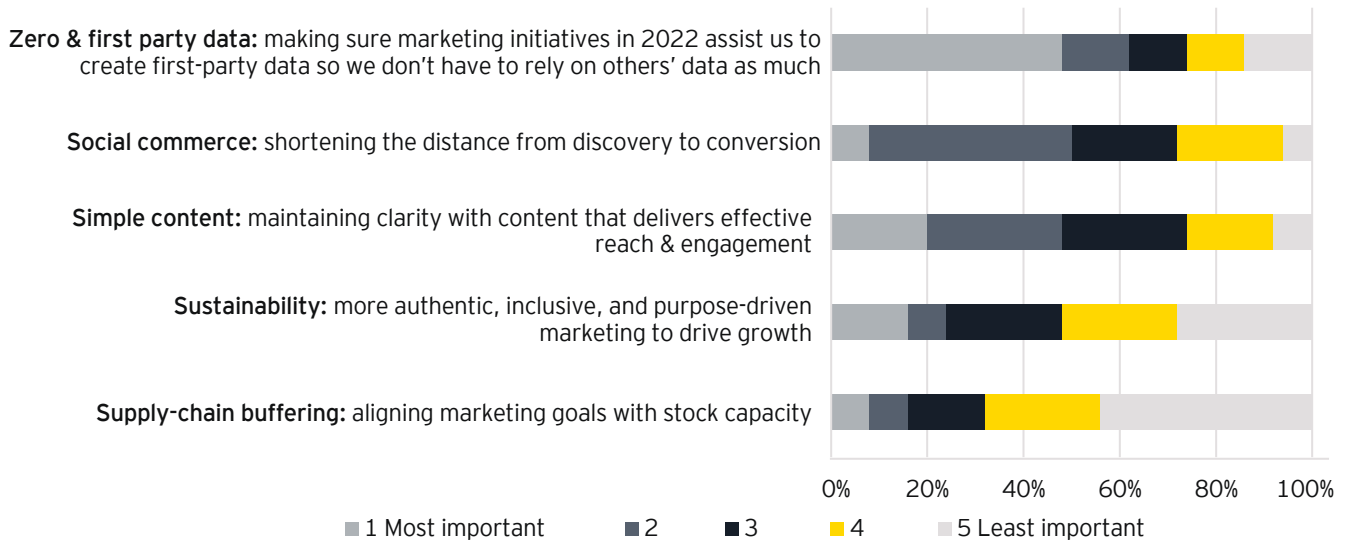 Zero & first party data: making sure marketing initiatives in 2022 assist us to
create first-party data so we don't have to rely on others' data as much
Social commerce: shortening the distance from discovery to conversion
Simple content: maintaining clarity with content that delivers effective
reach & engagement
Sustainability: more authentic, inclusive, and purpose-driven
marketing to drive growth
Supply-chain buffering: aligning marketing goals with stock capacity
0% 20% 40% 60% 80% 100%
1 Most important 2 3 4 5 Least important